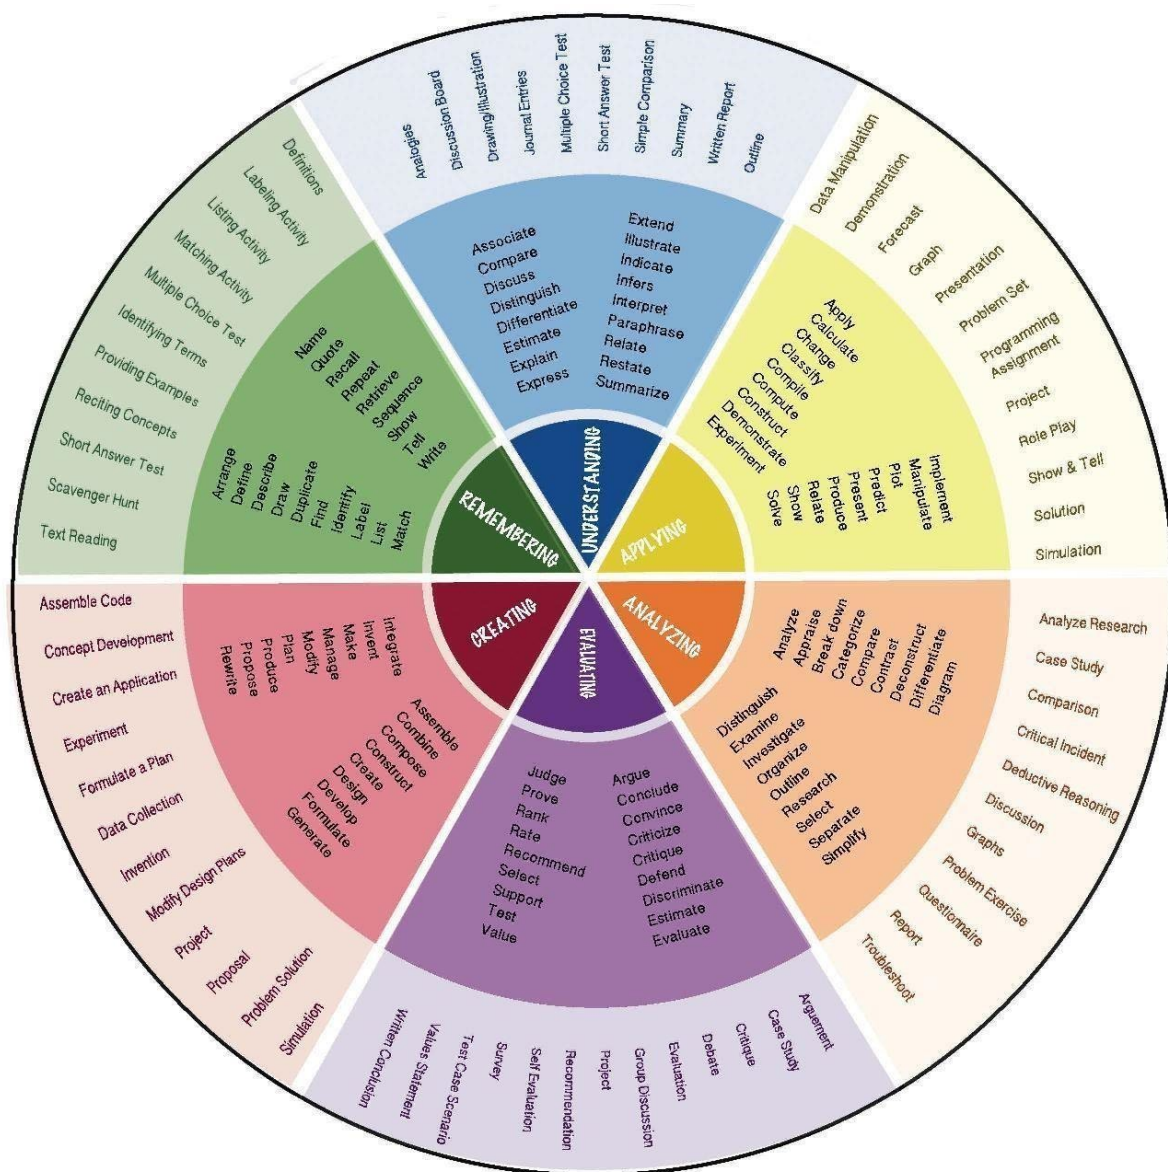 Analogies
Discussion Board
Drawing/Illustration
Journal Entries
Multiple Choice Test
Short Answer Test
Simple Comparison
Summary
Written Report
Outline
Associate
Compare
Discuss
Distinguish
Differentiate
Estimate
Explain
Express
Extend
Illustrate
Indicate
Infers
Interpret
Paraphrase
Relate
Restate
Summarize
UNDERSTANDING
Data Manipulation
Demonstration
Forecast
Graph
Presentation
Problem Set
Programming
Assignment
Project
Role Play
Show & Tell
Solution
Simulation
Apply
Calculate
Change
Classify
Compile
Compute
Construct
Demonstrate
Experiment
Implement
Manipulate
Plot
Predict
Present
Produce
Relate
Show
Solve
APPLYING
Analyze Research
Case Study
Comparison
Critical Incident
Deductive Reasoning
Discussion
Graphs
Problem Exercise
Questionnaire
Report
Troubleshoot
Analyze
Appraise
Break down
Categorize
Compare
Contrast
Deconstruct
Differentiate
Diagram
Distinguish
Examine
Investigate
Organize
Outline
Research
Select
Separate
Simplify
ANALYZING
Arguement
Case Study
Critique
Debate
Evaluation
Group Discussion
Project
Recommendation
Self Evaluation
Survey
Test Case Scenario
Values Statement
Written Conclusion
Argue
Conclude
Convince
Criticize
Critique
Defend
Discriminate
Estimate
Evaluate
Judge
Prove
Rank
Rate
Recommend
Select
Support
Test
Value
EVALUATING
Assemble Code
Concept Development
Create an Application
Experiment
Formulate a Plan
Data Collection
Invention
Modify Design Plans
Project
Proposal
Problem Solution
Simulation
Assemble
Combine
Compose
Construct
Create
Design
Develop
Formulate
Generate
Integrate
Invent
Make
Manage
Modify
Plan
Produce
Propose
Rewrite
CREATING
Definitions
Labeling Activity
Listing Activity
Matching Activity
Multiple Choice Test
Identifying Terms
Providing Examples
Reciting Concepts
Short Answer Test
Scavenger Hunt
Text Reading
Arrange
Define
Describe
Draw
Duplicate
Find
Identify
Label
List
Match
Name
Quote
Recall
Repeat
Retrieve
Sequence
Show
Tell
Write
REMEMBERING